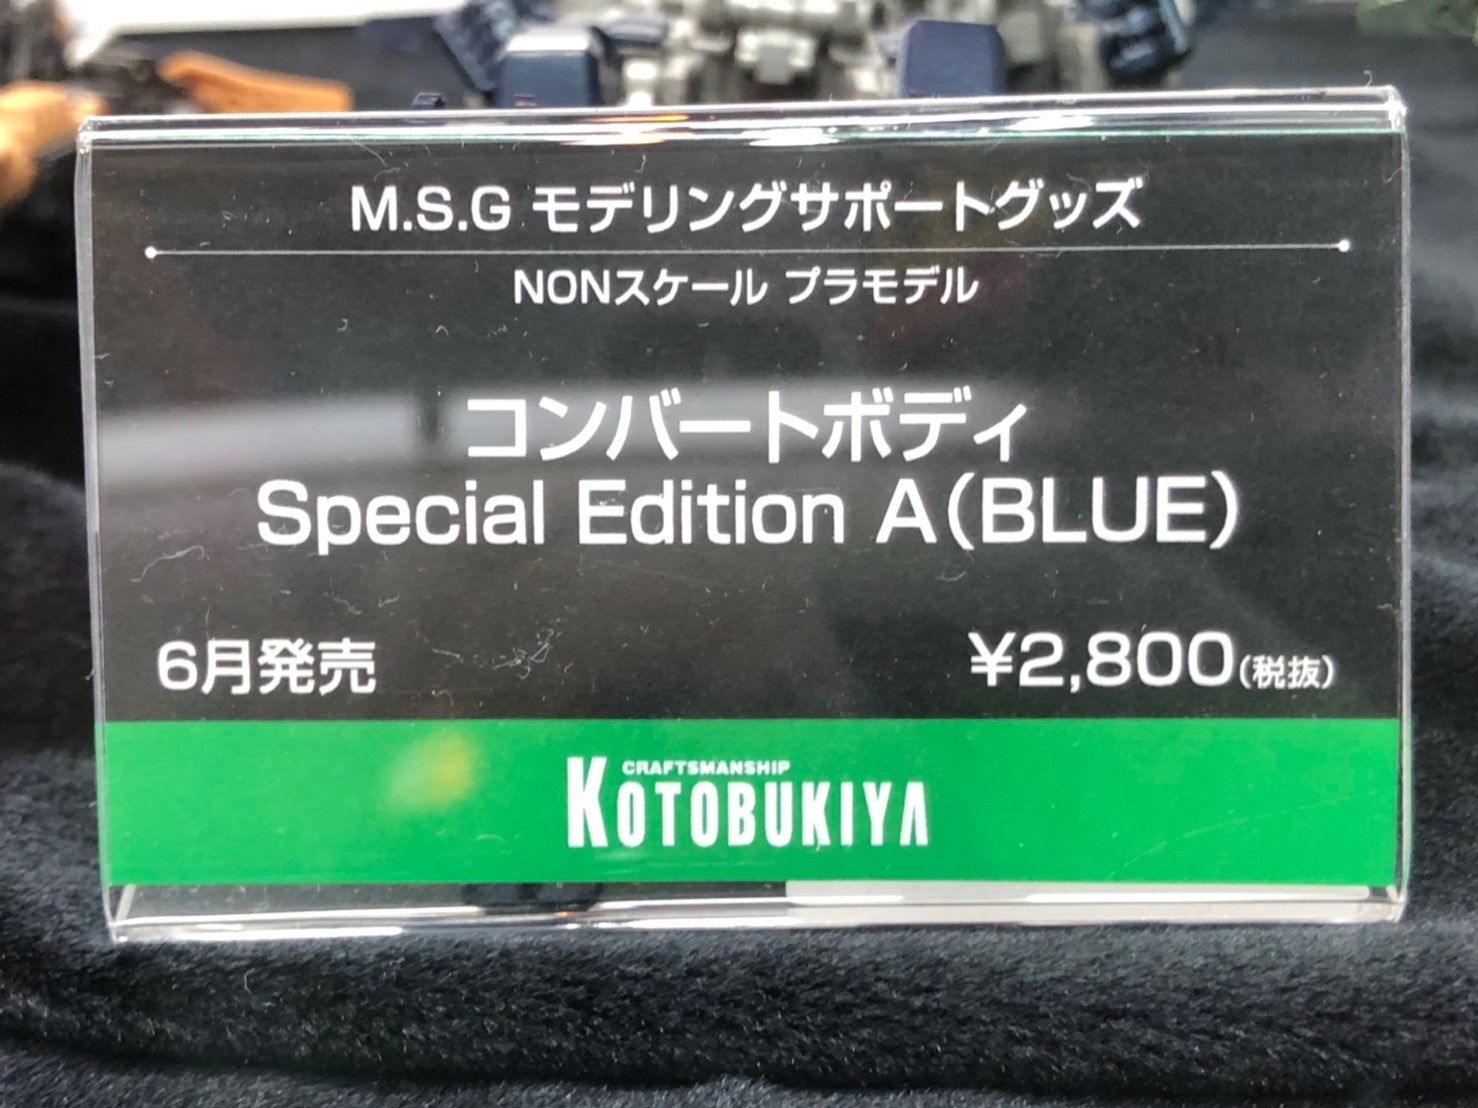 M.S.G モデリングサポートグッズ
NONスケール プラモデル
コンバートボディ
Special Edition A(BLUE)
6月発売
¥2,800(税抜)
CRAFTSMANSHIP
KOTOBUKIYA